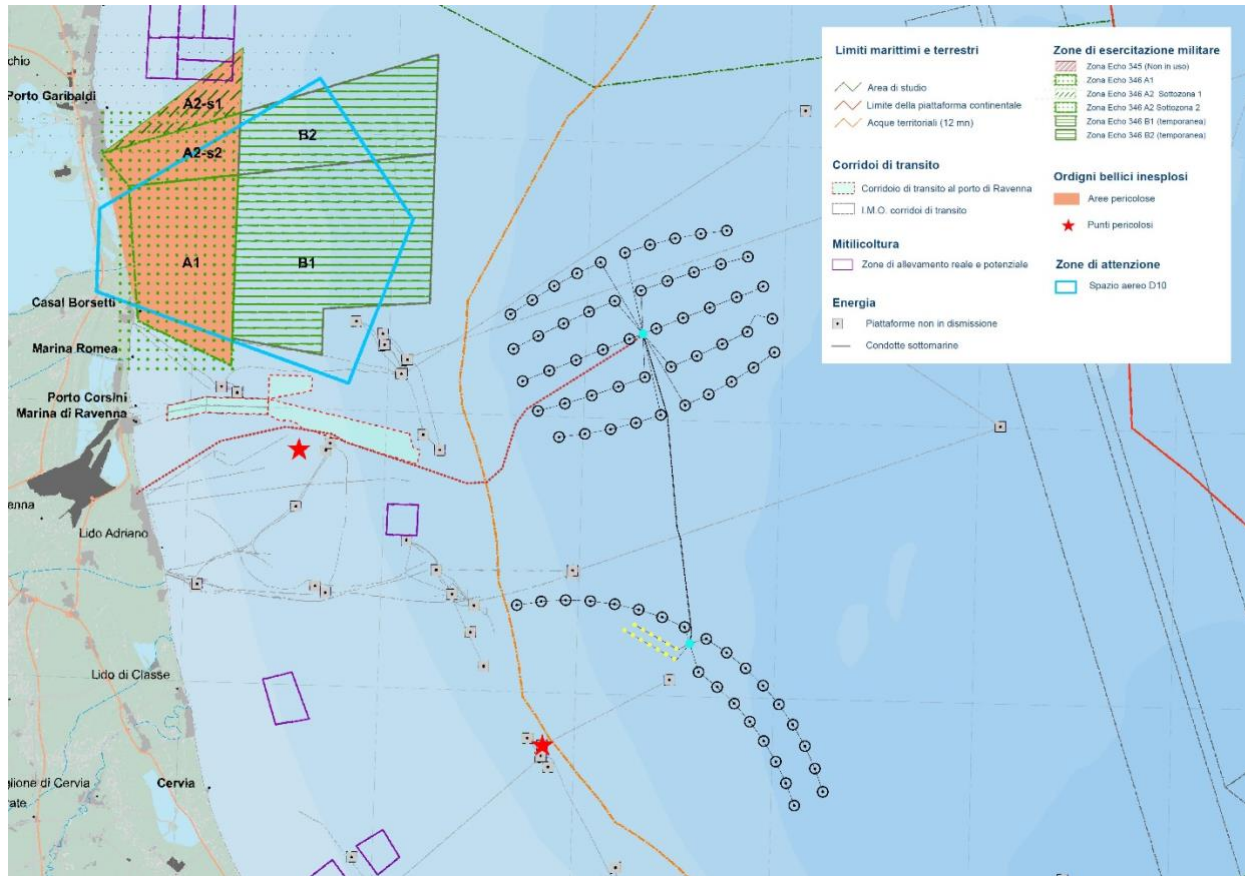 Limiti marittimi e terrestri
Area di studio
Limite della piattaforma continentale
Acque territoriali (12 mn)
Corridoi di transito
Corridoio di transito al porto di Ravenna
I.M.O. corridoi di transito
Mitilicoltura
Zone di allevamento reale e potenziale
Energia
Piattaforme non in dismissione
Condotte sottomarine
Zone di esercitazione militare
Zona Echo 345 (Non in uso)
Zona Echo 346 A1
Zona Echo 346 A2 Sottozona 1
Zona Echo 346 A2 Sottozona 2
Zona Echo 346 B1 (temporanea)
Zona Echo 346 B2 (temporanea)
Ordigni bellici inesplosi
Aree pericolose
Punti pericolosi
Zone di attenzione
Spazio aereo D10
chio
Porto Garibaldi
A2-s1
A2-s2
B2
A1
B1
Casal Borsetti
Marina Romea
Porto Corsini
Marina di Ravenna
enna
Lido Adriano
Lido di Classe
Cervia
glione di Cervia
rate